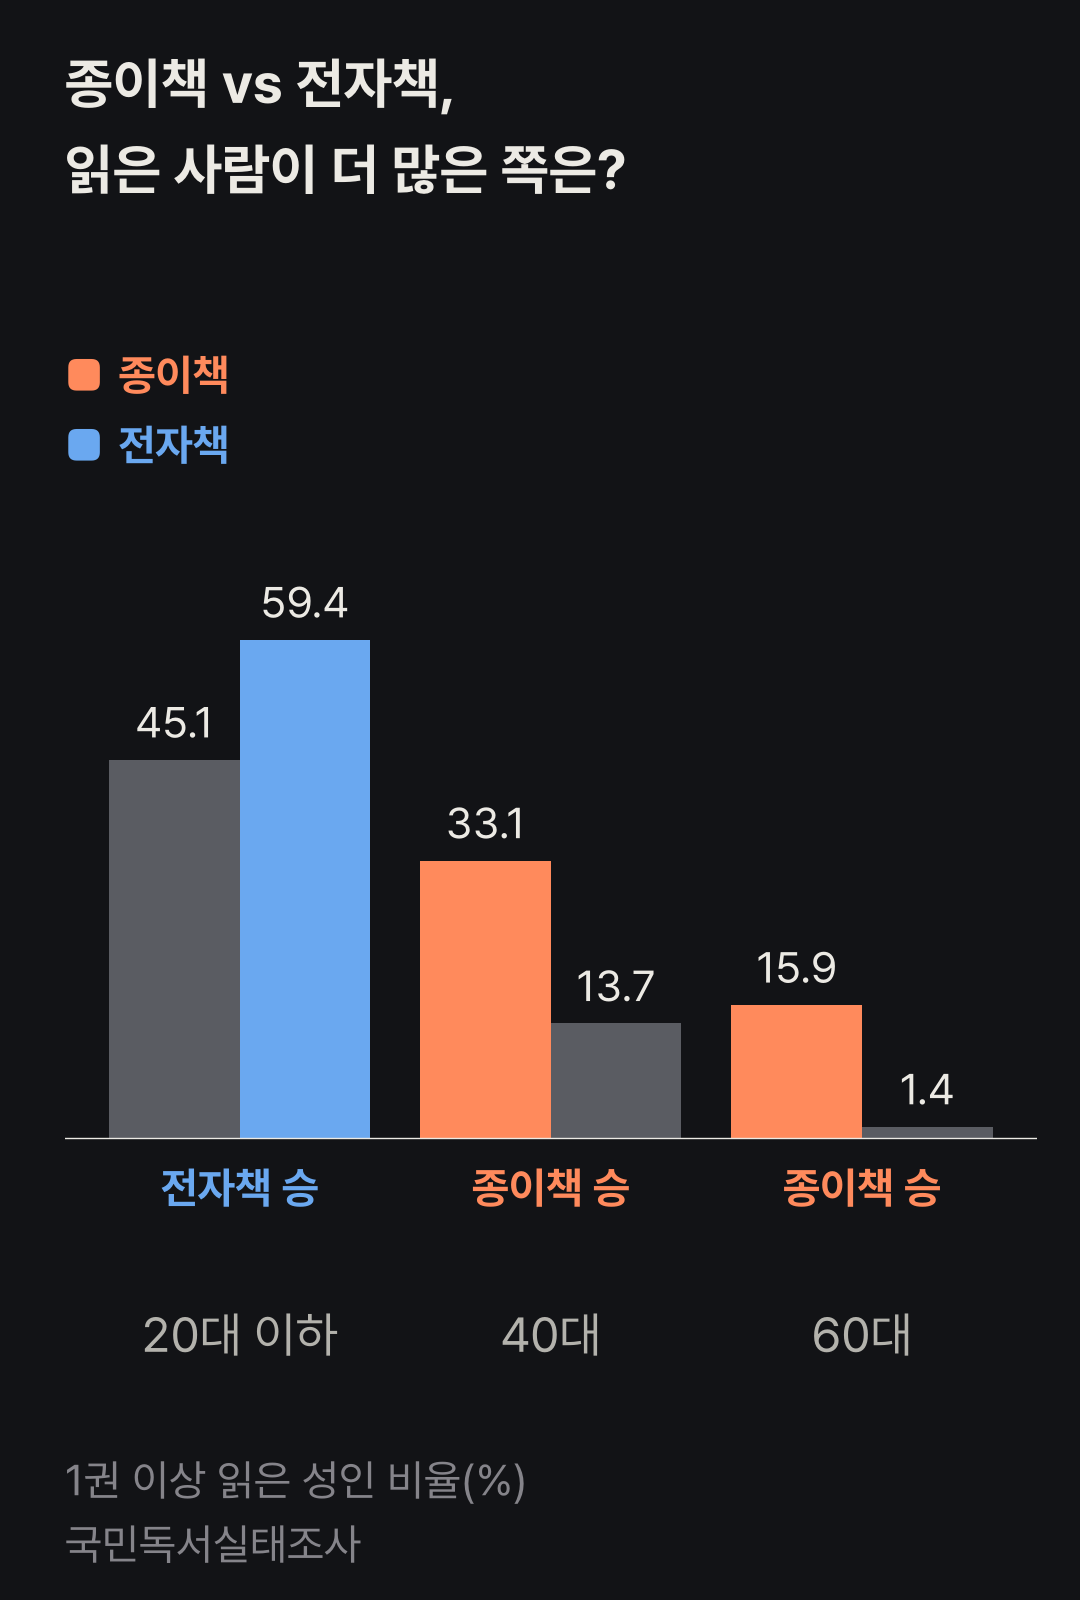 종이책 vs 전자책,
읽은 사람이 더 많은 쪽은?
종이책
전자책
59.4
45.1
33.1
13.7
15.9
1.4
전자책 승
종이책 승
종이책 승
20대 이하
40대
60대
1권 이상 읽은 성인 비율(%)
국민독서실태조사